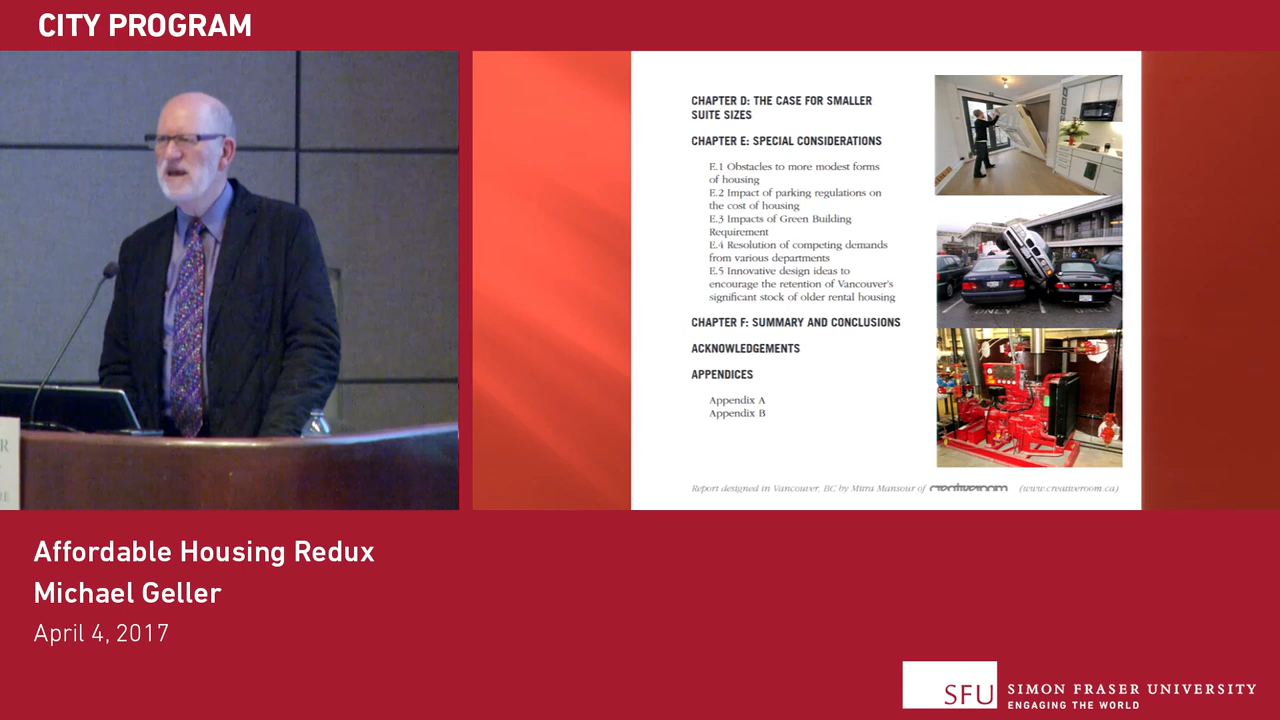 CITY PROGRAM
CHAPTER D: THE CASE FOR SMALLER
SUITE SIZES
CHAPTER E: SPECIAL CONSIDERATIONS
E.1 Obstacles to more modest forms
of housing
E.2 Impact of parking regulations on
the cost of housing
E.3 Impacts of Green Building
Requirement
E.4 Resolution of competing demands
from various departments
E.5 Innovative design ideas to
encourage the retention of Vancouver's
significant stock of older rental housing
CHAPTER F: SUMMARY AND CONCLUSIONS
ACKNOWLEDGEMENTS
APPENDICES
Appendix A
Appendix B
ONLY
Report designed in Vancouver, BC by Mitra Mansour of creativeroom (www.creativeroom.ca)
Affordable Housing Redux
Michael Geller
April 4, 2017
SFU SIMON FRASER UNIVERSITY
ENGAGING THE WORLD